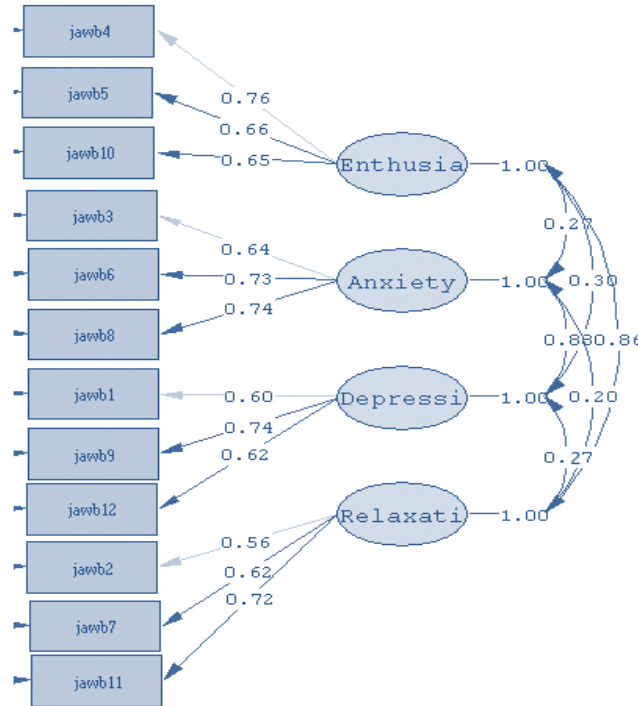 jawb4
jawb5
0.76
0.66
jawb10
0.65
Enthusia
1.00
jawb3
0.27
0.64
jawb6
0.73
Anxiety
1.00
0.30
0.74
jawb8
0.88
0.86
jawb1
0.60
Depressi
1.00
0.20
0.74
jawb9
0.62
0.27
jawb12
Relaxati
1.00
0.56
jawb2
0.62
0.72
jawb7
jawb11